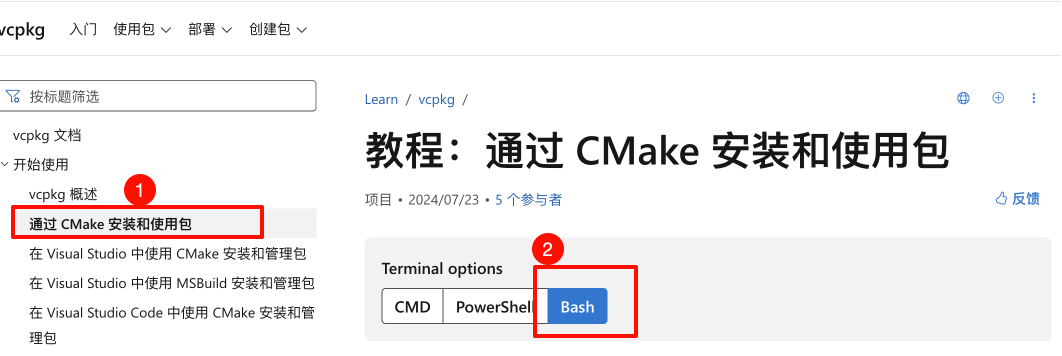 vcpkg 入门 使用包 部署 创建包
按标题筛选
vcpkg 文档
开始使用
vcpkg 概述
1
通过 CMake 安装和使用包
在 Visual Studio 中使用 CMake 安装和管理包
在 Visual Studio 中使用 MSBuild 安装和管理包
在 Visual Studio Code 中使用 CMake 安装和管
理包
Learn / vcpkg /
教程：通过 CMake 安装和使用包
项目 • 2024/07/23 • 5 个参与者
反馈
2
Terminal options
CMD PowerShell Bash